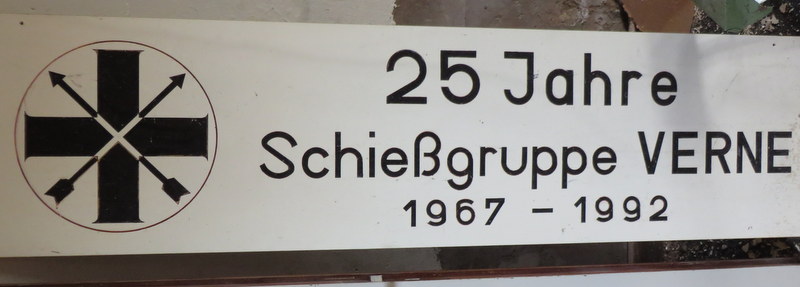 25 Jahre
Schießgruppe VERNE
1967 - 1992